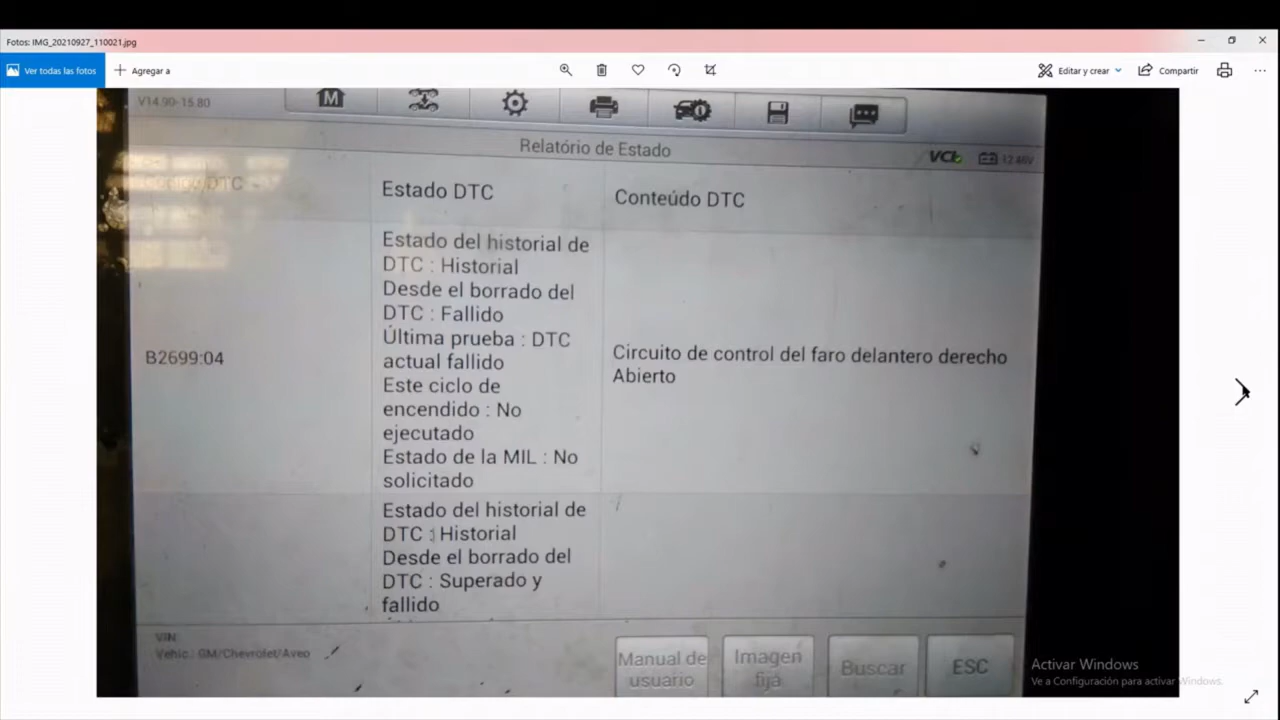 Fotos: IMG_20210927_110021.jpg
Ver todas las fotos
Agregar a
Editar y crear
Compartir
V14.90-15.80
M
Relatório de Estado
VCI
DTC
Estado DTC
Conteúdo DTC
B2699:04
Estado del historial de
DTC : Historial
Desde el borrado del
DTC : Fallido
Última prueba : DTC
actual fallido
Este ciclo de
encendido : No
ejecutado
Estado de la MIL : No
solicitado
Circuito de control del faro delantero derecho
Abierto
Estado del historial de
DTC : Historial
Desde el borrado del
DTC : Superado y
fallido
VIN
Vehic.: GM/Chevrolet/Aveo
Manual de
usuario
Imagen
fija
Buscar
ESC
Activar Windows
Ve a Configuración para activar Windows.